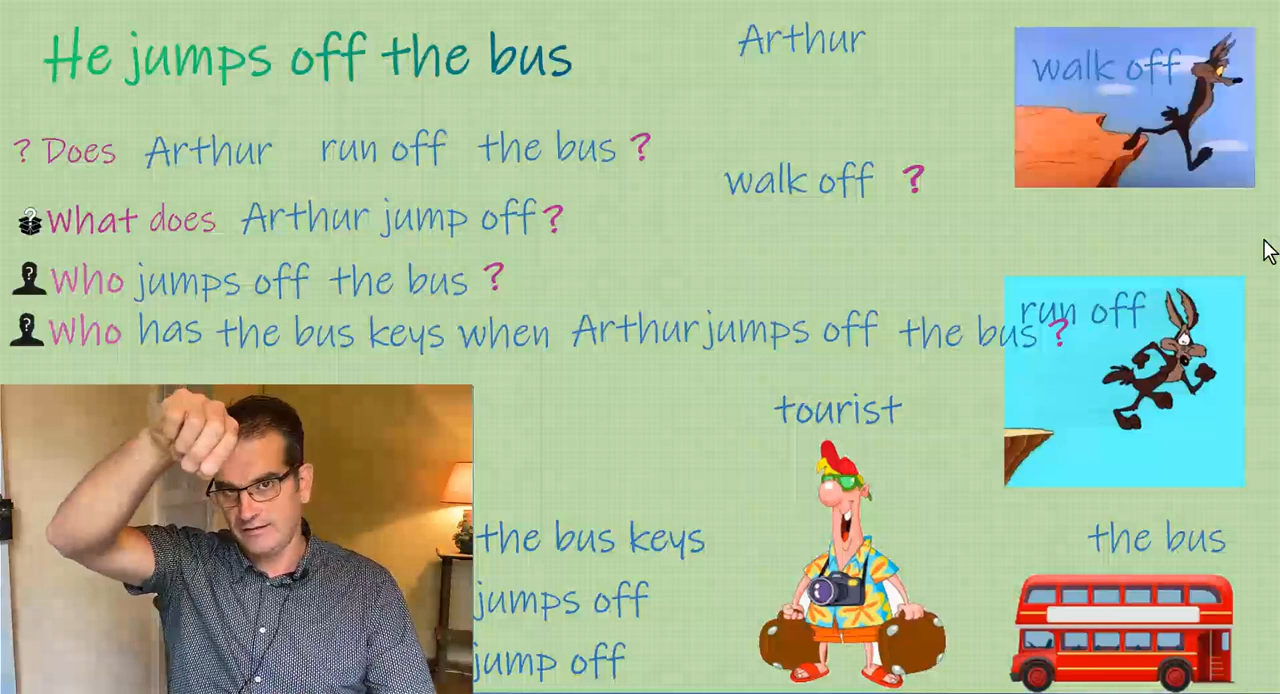 He jumps off the bus
Arthur
walk off
? Does Arthur run off the bus ?
walk off ?
What does Arthur jump off?
Who jumps off the bus ?
Who has the bus keys when Arthur jumps off the bus ?
run off
tourist
the bus keys
the bus
jumps off
jump off